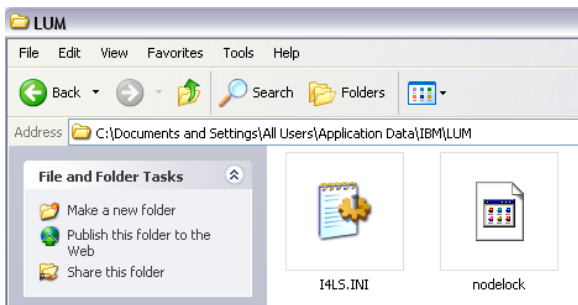 LUM
File Edit View Favorites Tools Help
Back Search Folders
Address C:\Documents and Settings\All Users\Application Data\IBM\LUM
File and Folder Tasks
Make a new folder
Publish this folder to the
Web
Share this folder
I4LS.INI nodelock